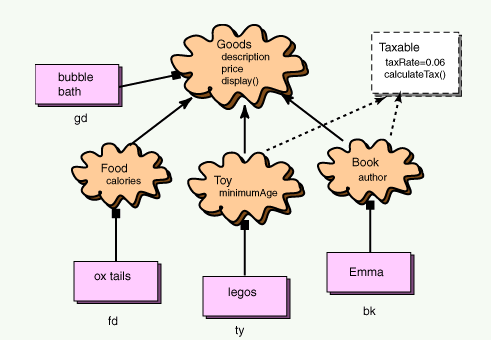 Goods
description
price
display()
Taxable
taxRate=0.06
calculateTax()
bubble
bath
gd
Food
calories
Toy
minimumAge
Book
author
ox tails
legos
Emma
fd
ty
bk